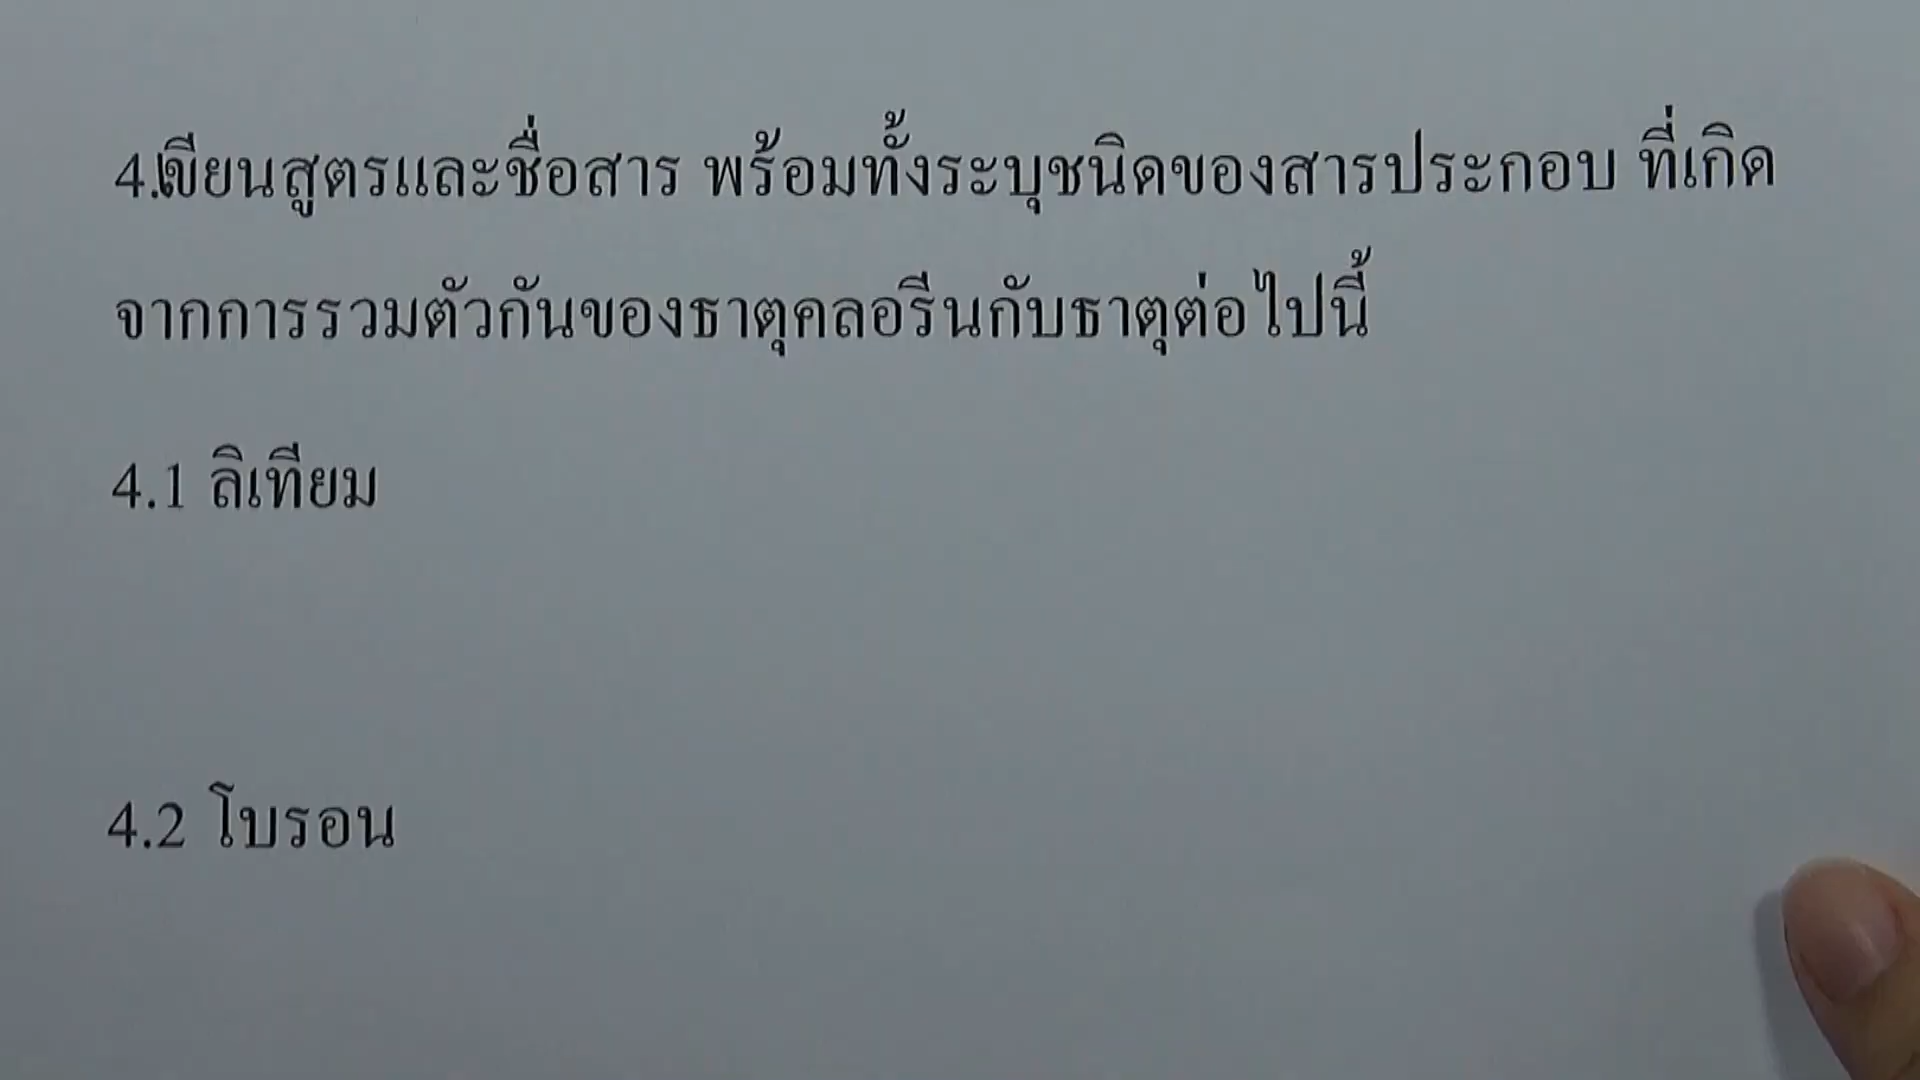 4.เขียนสูตรและชื่อสาร พร้อมทั้งระบุชนิดของสารประกอบ ที่เกิด
จากการรวมตัวกันของธาตุคลอรีนกับธาตุต่อไปนี้
4.1 ลิเทียม
4.2 โบรอน